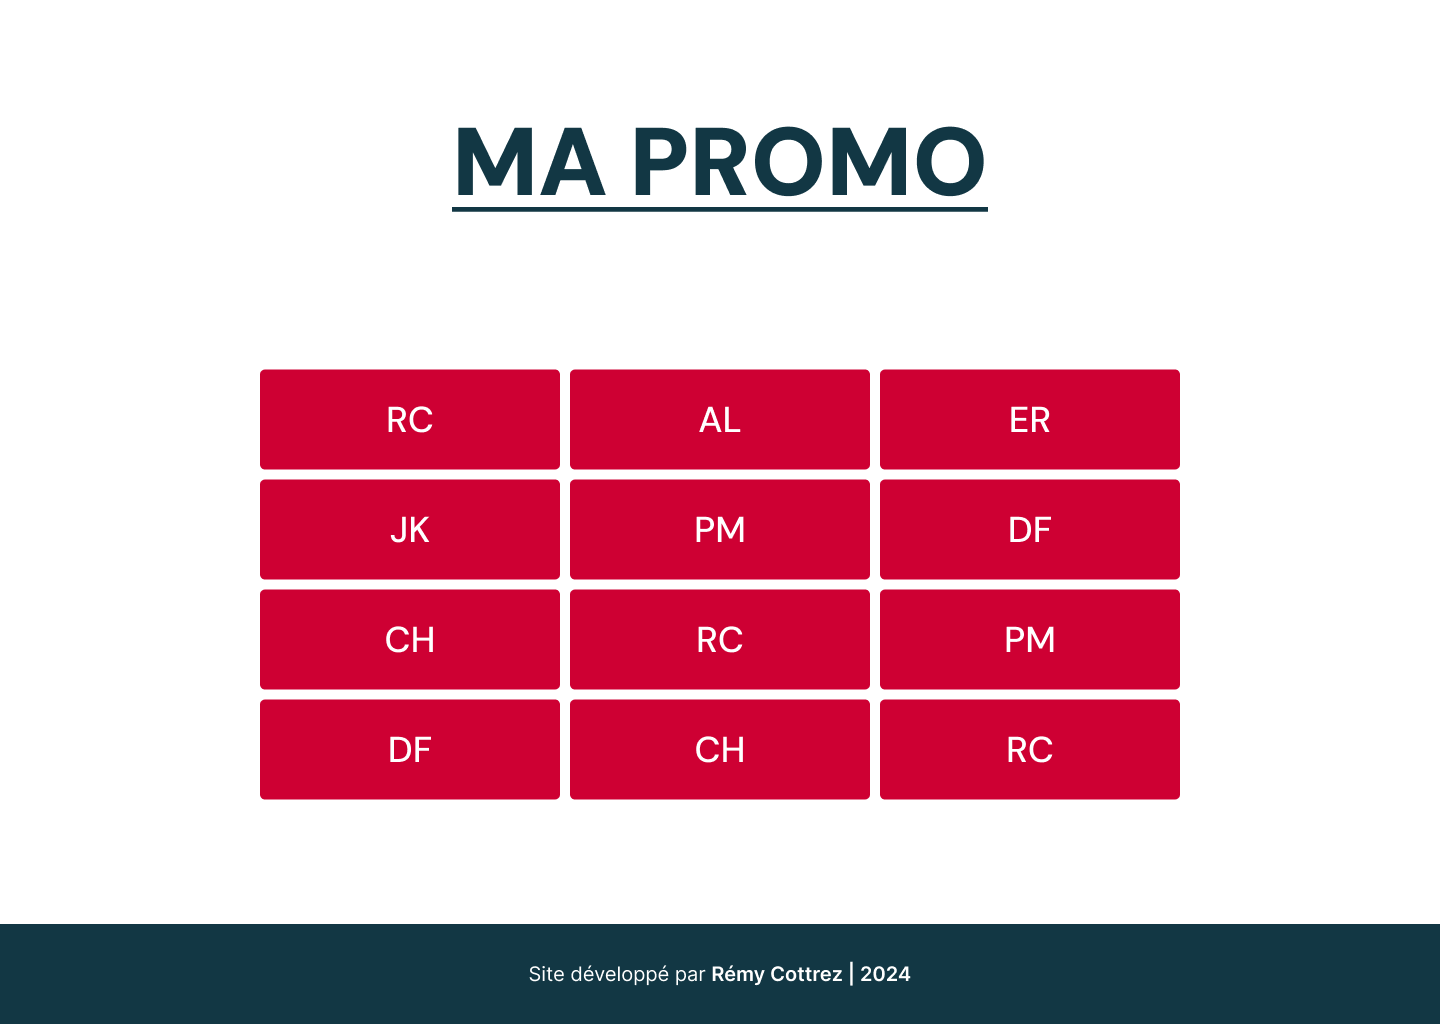 MA PROMO
RC AL ER
JK PM DF
CH RC PM
DF CH RC
Site développé par Rémy Cottrez | 2024